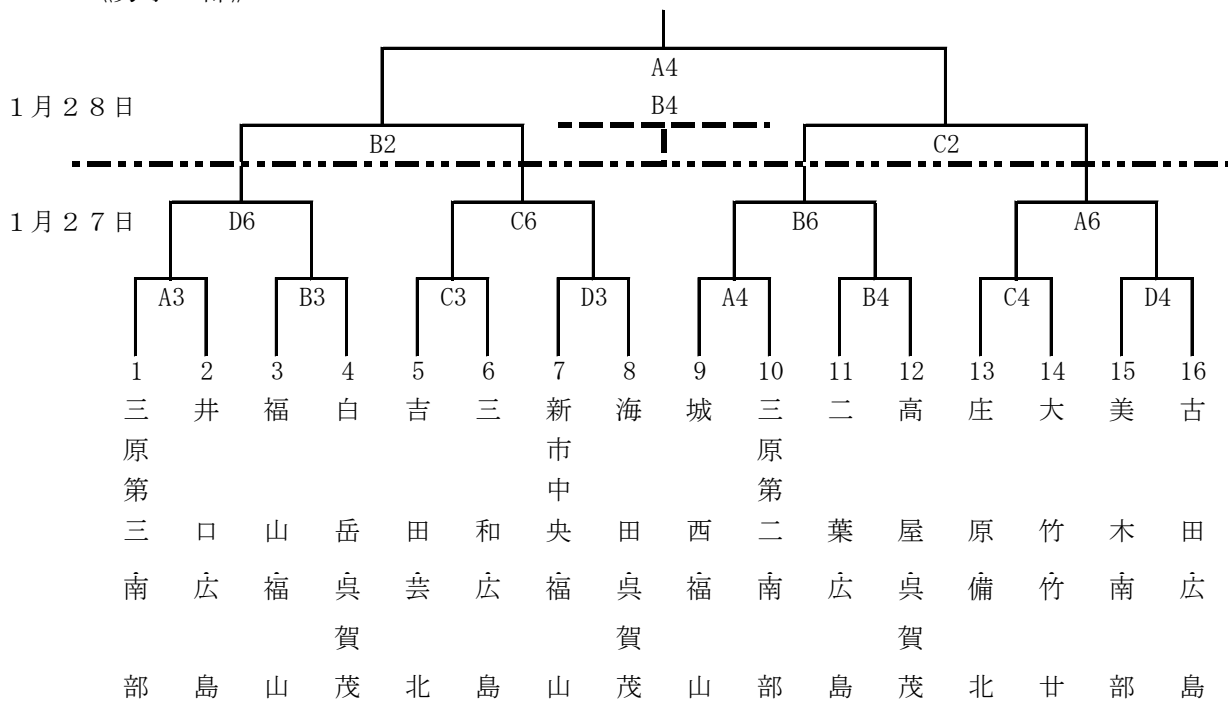 A4
1月28日
B4
B2
C2
1月27日
D6
C6
B6
A6
A3
B3
C3
D3
A4
B4
C4
D4
1
三原第三・南部
2
井口・広島
3
福山・福山
4
白岳・呉賀茂
5
吉田・芸北
6
三和・広島
7
新市中央・福山
8
海田・呉賀茂
9
城西・福山
10
三原第二・南部
11
二葉・広島
12
高屋・呉賀茂
13
庄原・備北
14
大竹・竹廿
15
美木・南部
16
古田・広島